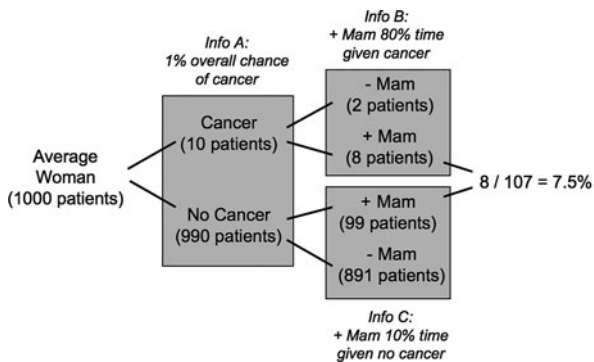 Info A:
1% overall chance
of cancer
Info B:
+ Mam 80% time
given cancer
Average
Woman
(1000 patients)
Cancer
(10 patients)
No Cancer
(990 patients)
- Mam
(2 patients)
+ Mam
(8 patients)
+ Mam
(99 patients)
- Mam
(891 patients)
8 / 107 = 7.5%
Info C:
+ Mam 10% time
given no cancer